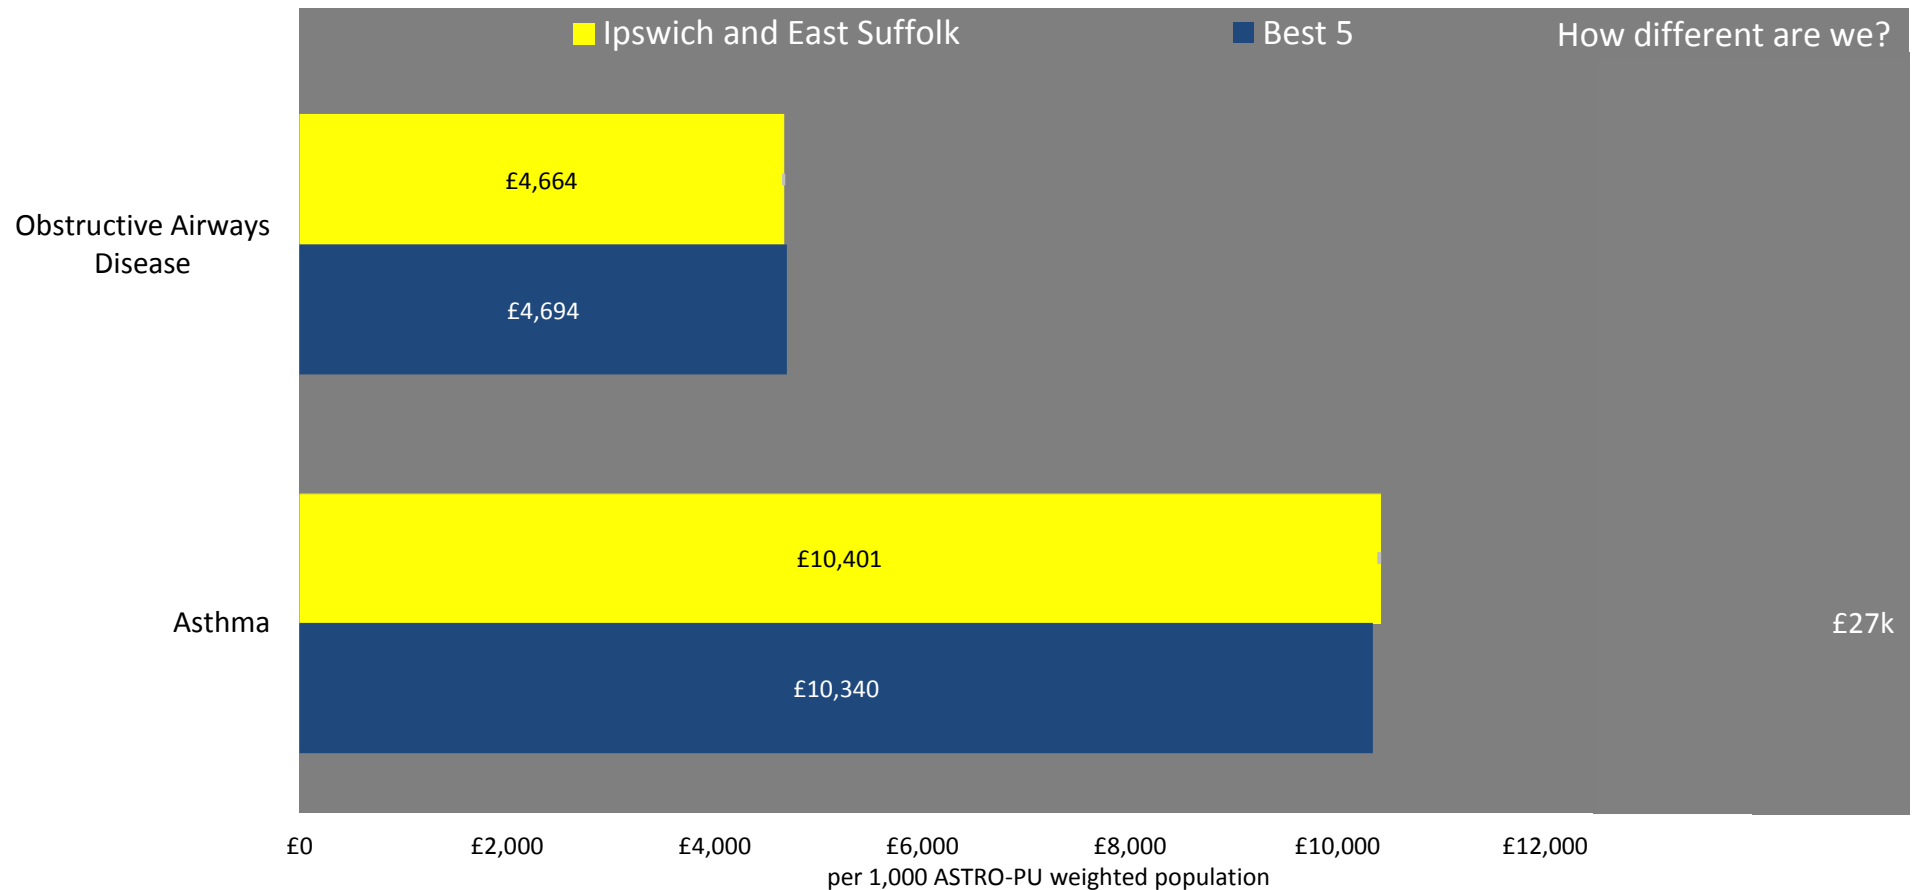 Ipswich and East Suffolk
Best 5
How different are we?
£4,664
Obstructive Airways
Disease
£4,694
£10,401
Asthma
£27k
£10,340
£0
£2,000
£4,000
£6,000
£8,000
£10,000
£12,000
per 1,000 ASTRO-PU weighted population